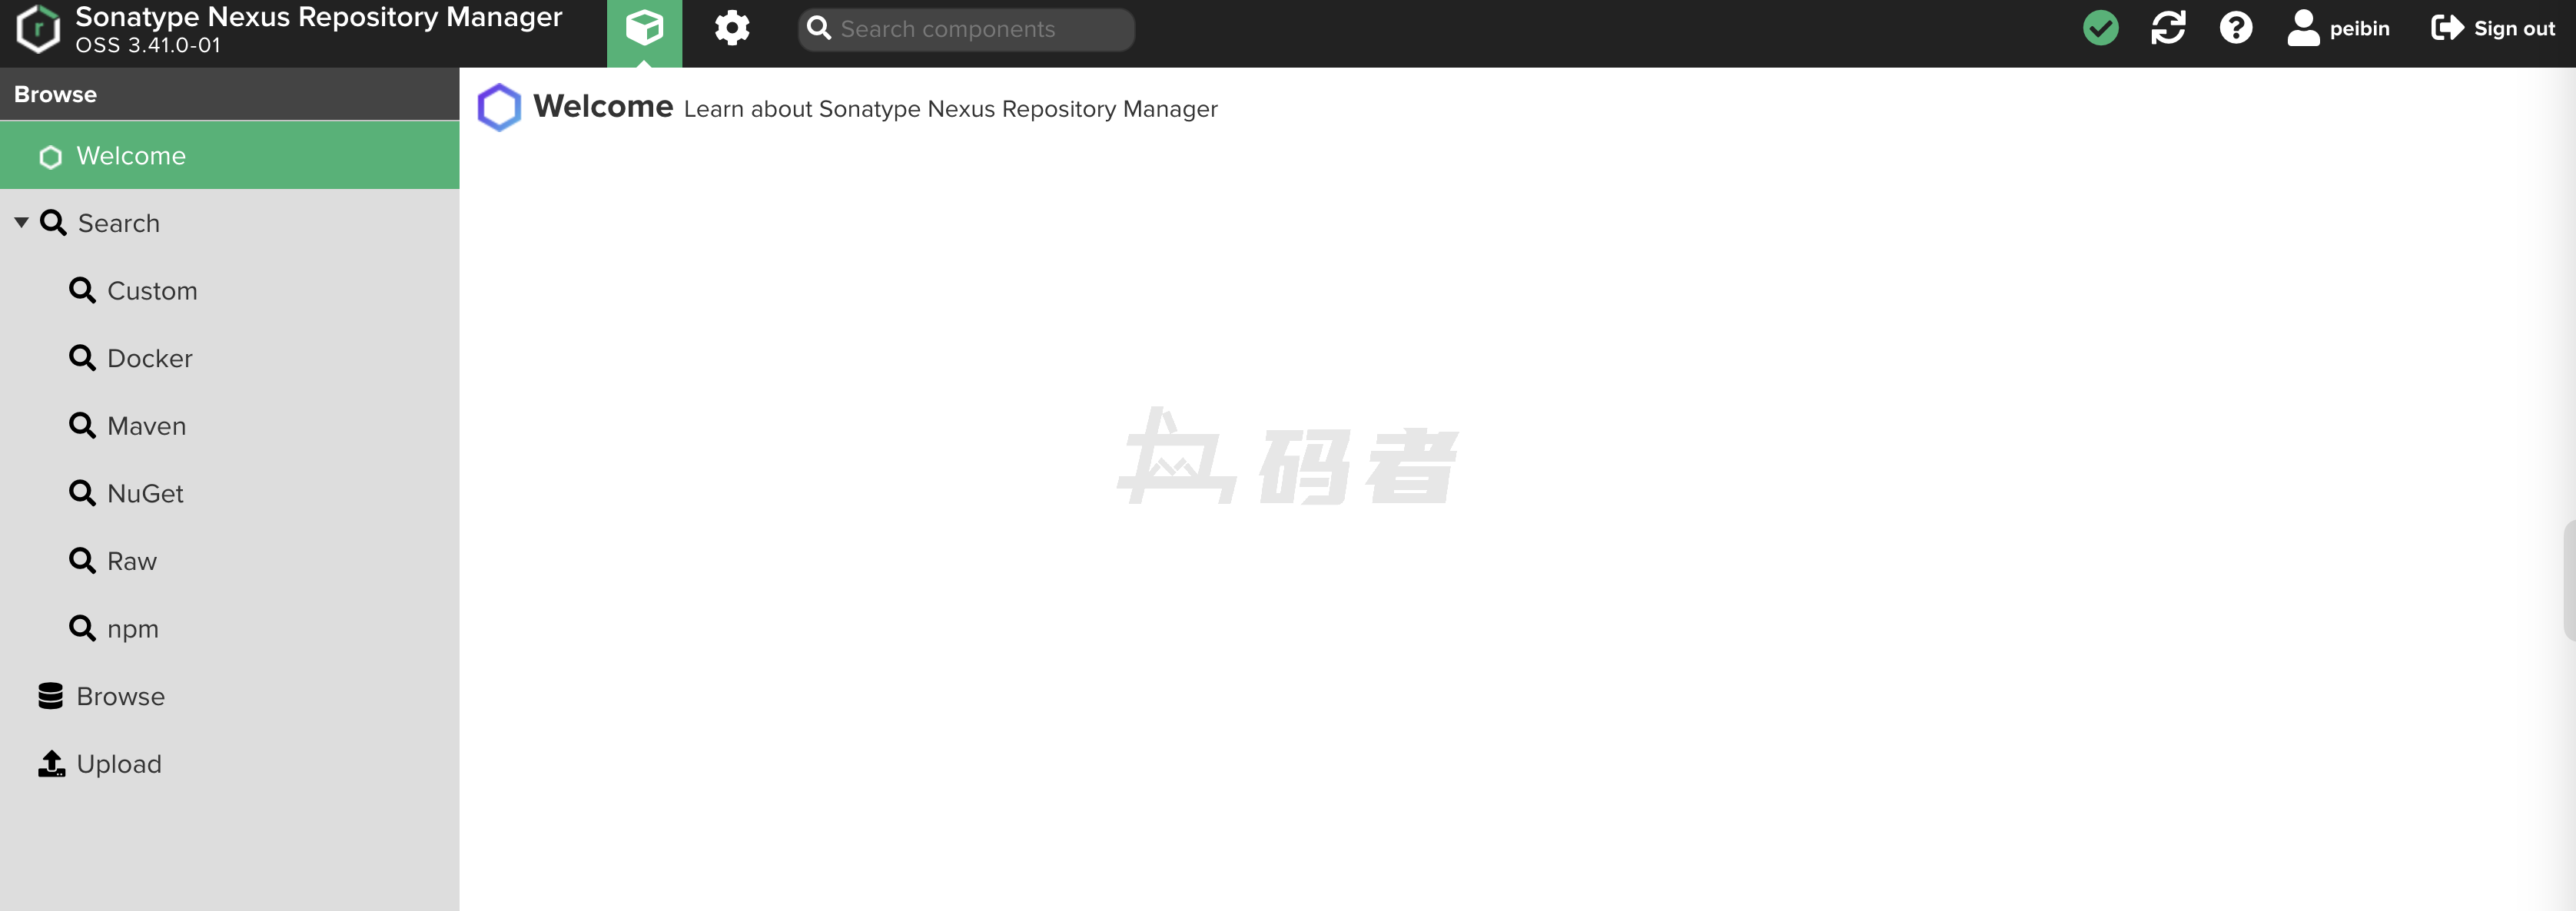 Sonatype Nexus Repository Manager
OSS 3.41.0-01
Search components
peibin
Sign out
Browse
Welcome
Search
Custom
Docker
Maven
NuGet
Raw
npm
Browse
Upload
Welcome Learn about Sonatype Nexus Repository Manager
码者